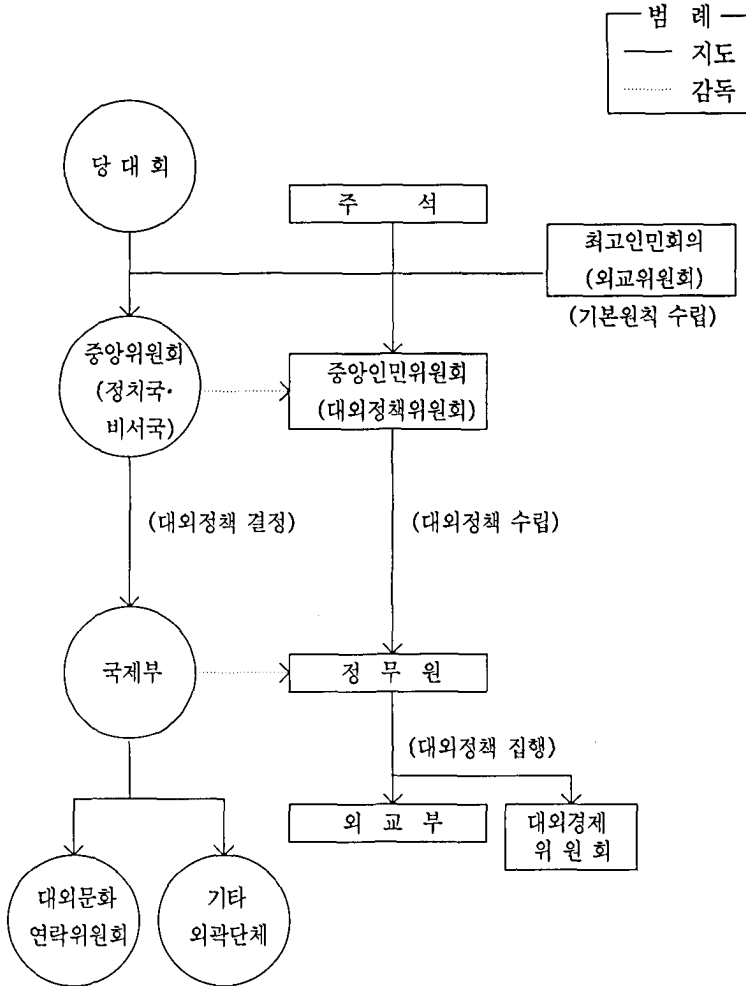 범 례
지도
감독
당 대 회
주 석
최고인민회의
(외교위원회)
(기본원칙 수립)
중앙위원회
(정치국·
비서국)
중앙인민위원회
(대외정책위원회)
(대외정책 결정)
(대외정책 수립)
국제부
정 무 원
(대외정책 집행)
외 교 부
대외경제
위 원 회
대외문화
연락위원회
기타
외곽단체